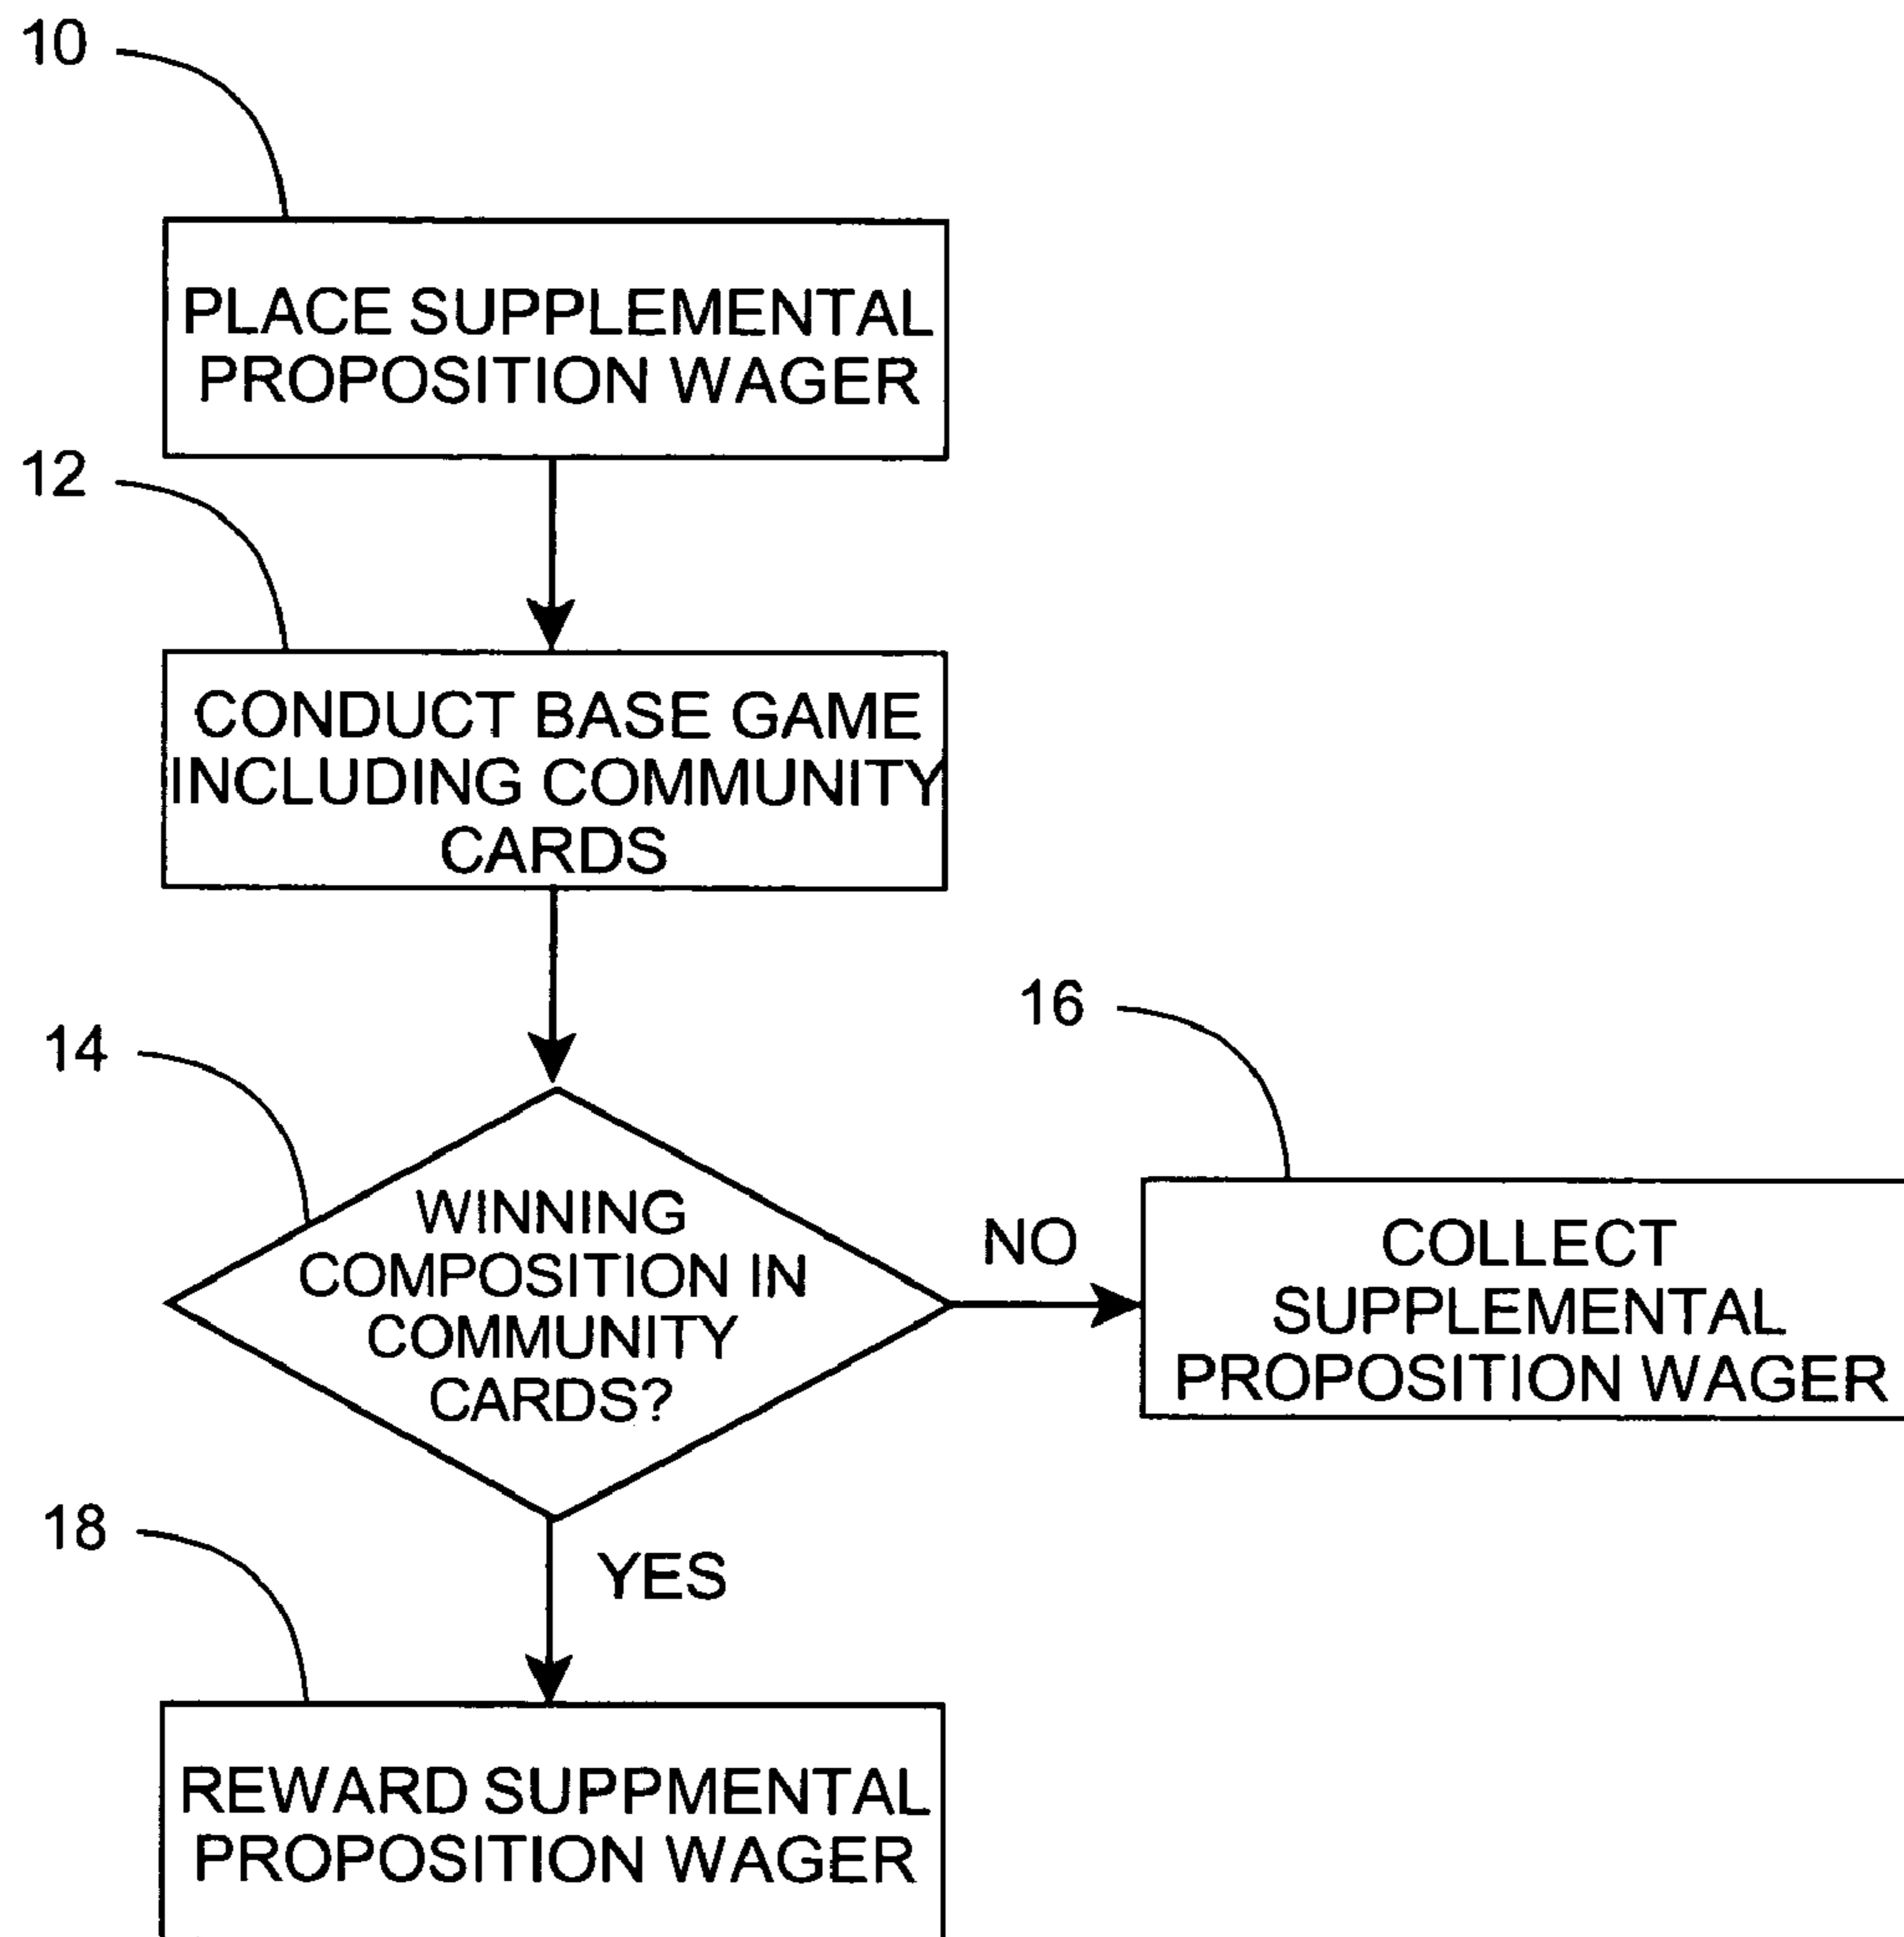 10
PLACE SUPPLEMENTAL
PROPOSITION WAGER
12
CONDUCT BASE GAME
INCLUDING COMMUNITY
CARDS
14
WINNING
COMPOSITION IN
COMMUNITY
CARDS?
NO
16
COLLECT
SUPPLEMENTAL
PROPOSITION WAGER
YES
18
REWARD SUPPMENTAL
PROPOSITION WAGER